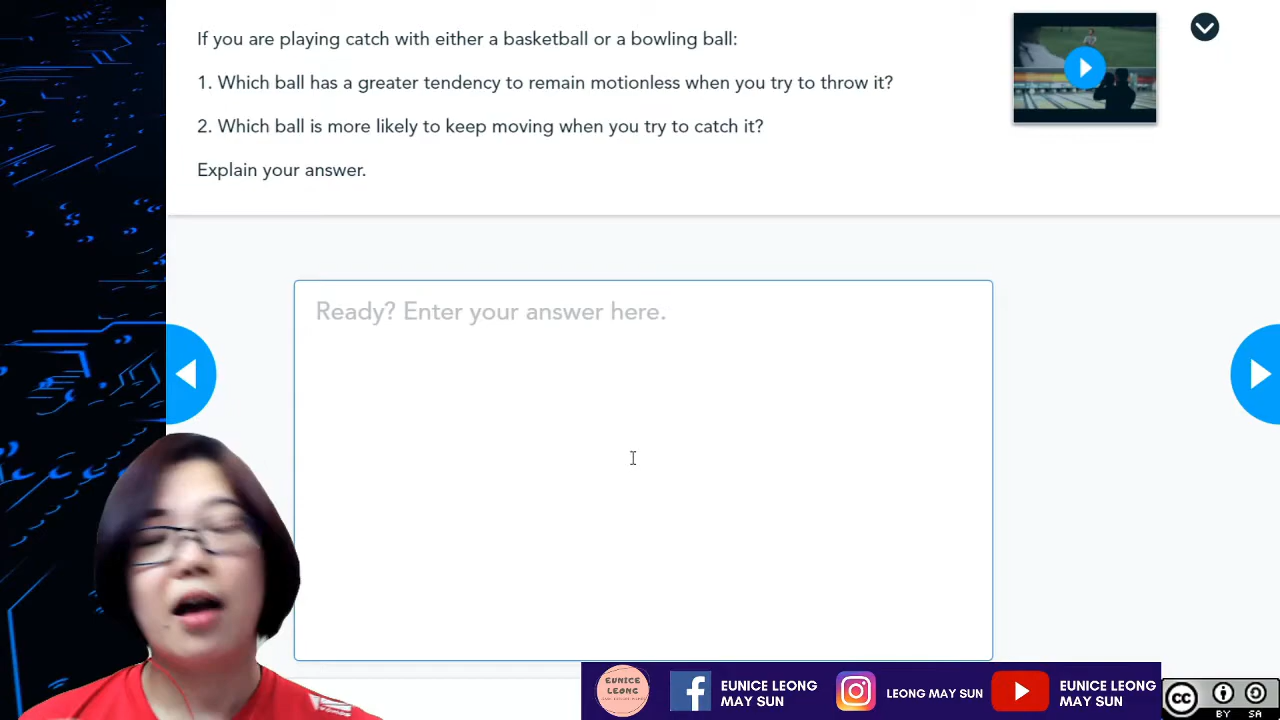 If you are playing catch with either a basketball or a bowling ball:
1. Which ball has a greater tendency to remain motionless when you try to throw it?
2. Which ball is more likely to keep moving when you try to catch it?
Explain your answer.
Ready? Enter your answer here.
EUNICE
LEONG
EUNICE LEONG
MAY SUN
LEONG MAY SUN
EUNICE LEONG
MAY SUN
cc
BY SA